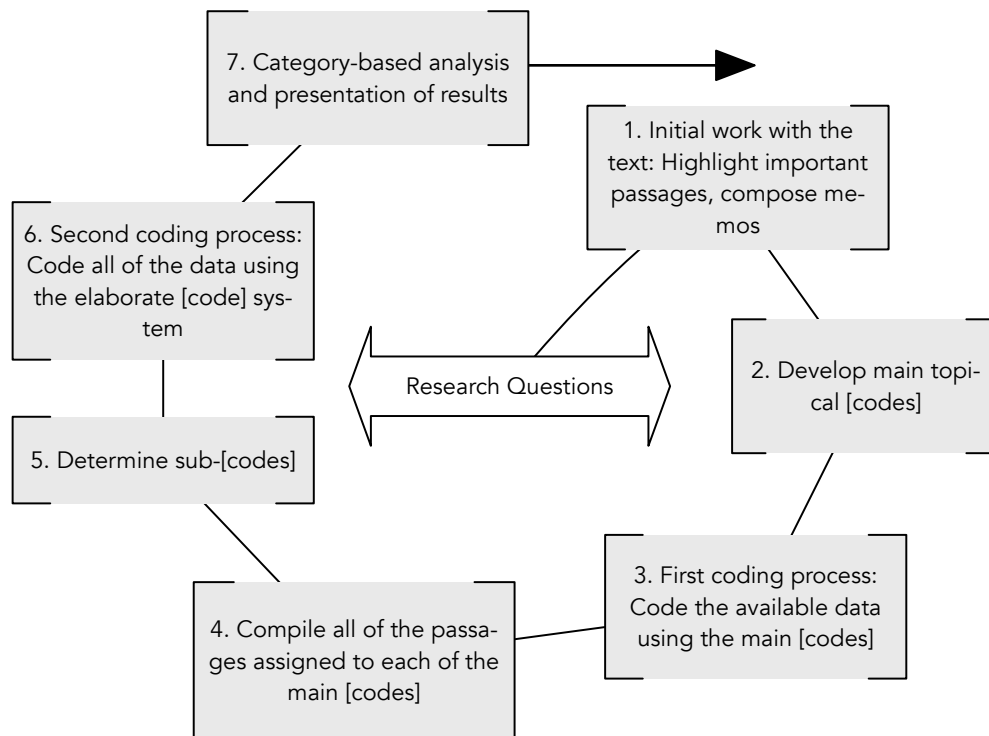 7. Category-based analysis
and presentation of results
1. Initial work with the
text: Highlight important
passages, compose me-
mos
6. Second coding process:
Code all of the data using
the elaborate [code] sys-
tem
Research Questions
2. Develop main topi-
cal [codes]
5. Determine sub-[codes]
3. First coding process:
Code the available data
using the main [codes]
4. Compile all of the passa-
ges assigned to each of the
main [codes]